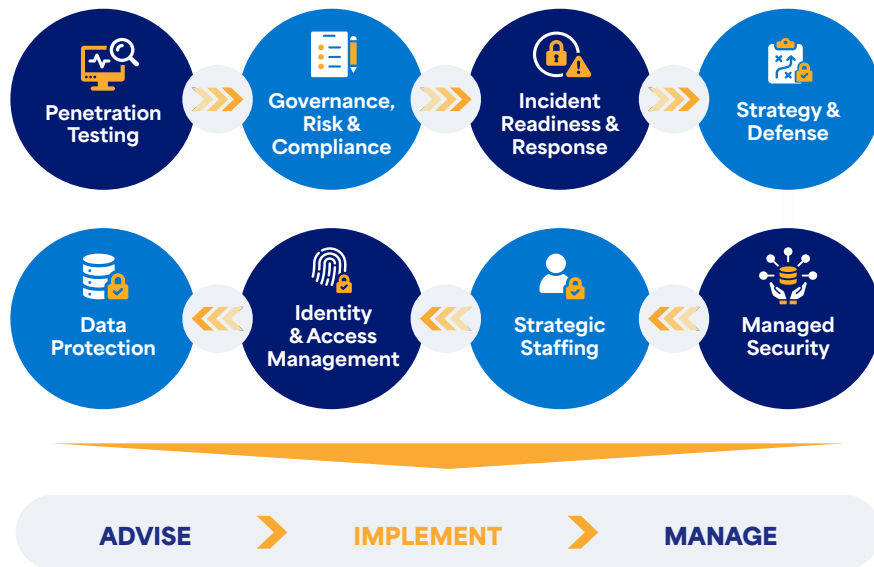 Penetration
Testing
Governance,
Risk &
Compliance
Incident
Readiness &
Response
Strategy &
Defense
Data
Protection
Identity
& Access
Management
Strategic
Staffing
Managed
Security
ADVISE
IMPLEMENT
MANAGE